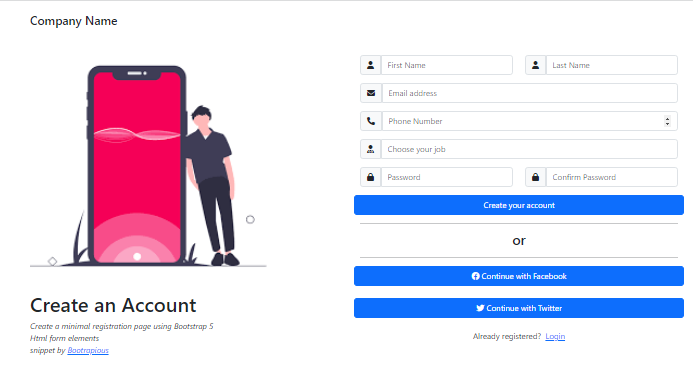 Company Name
First Name
Last Name
Email address
Phone Number
Choose your job
Password
Confirm Password
Create your account
or
Continue with Facebook
Continue with Twitter
Already registered? Login
Create an Account
Create a minimal registration page using Bootstrap 5
Html form elements
snippet by Bootrapious